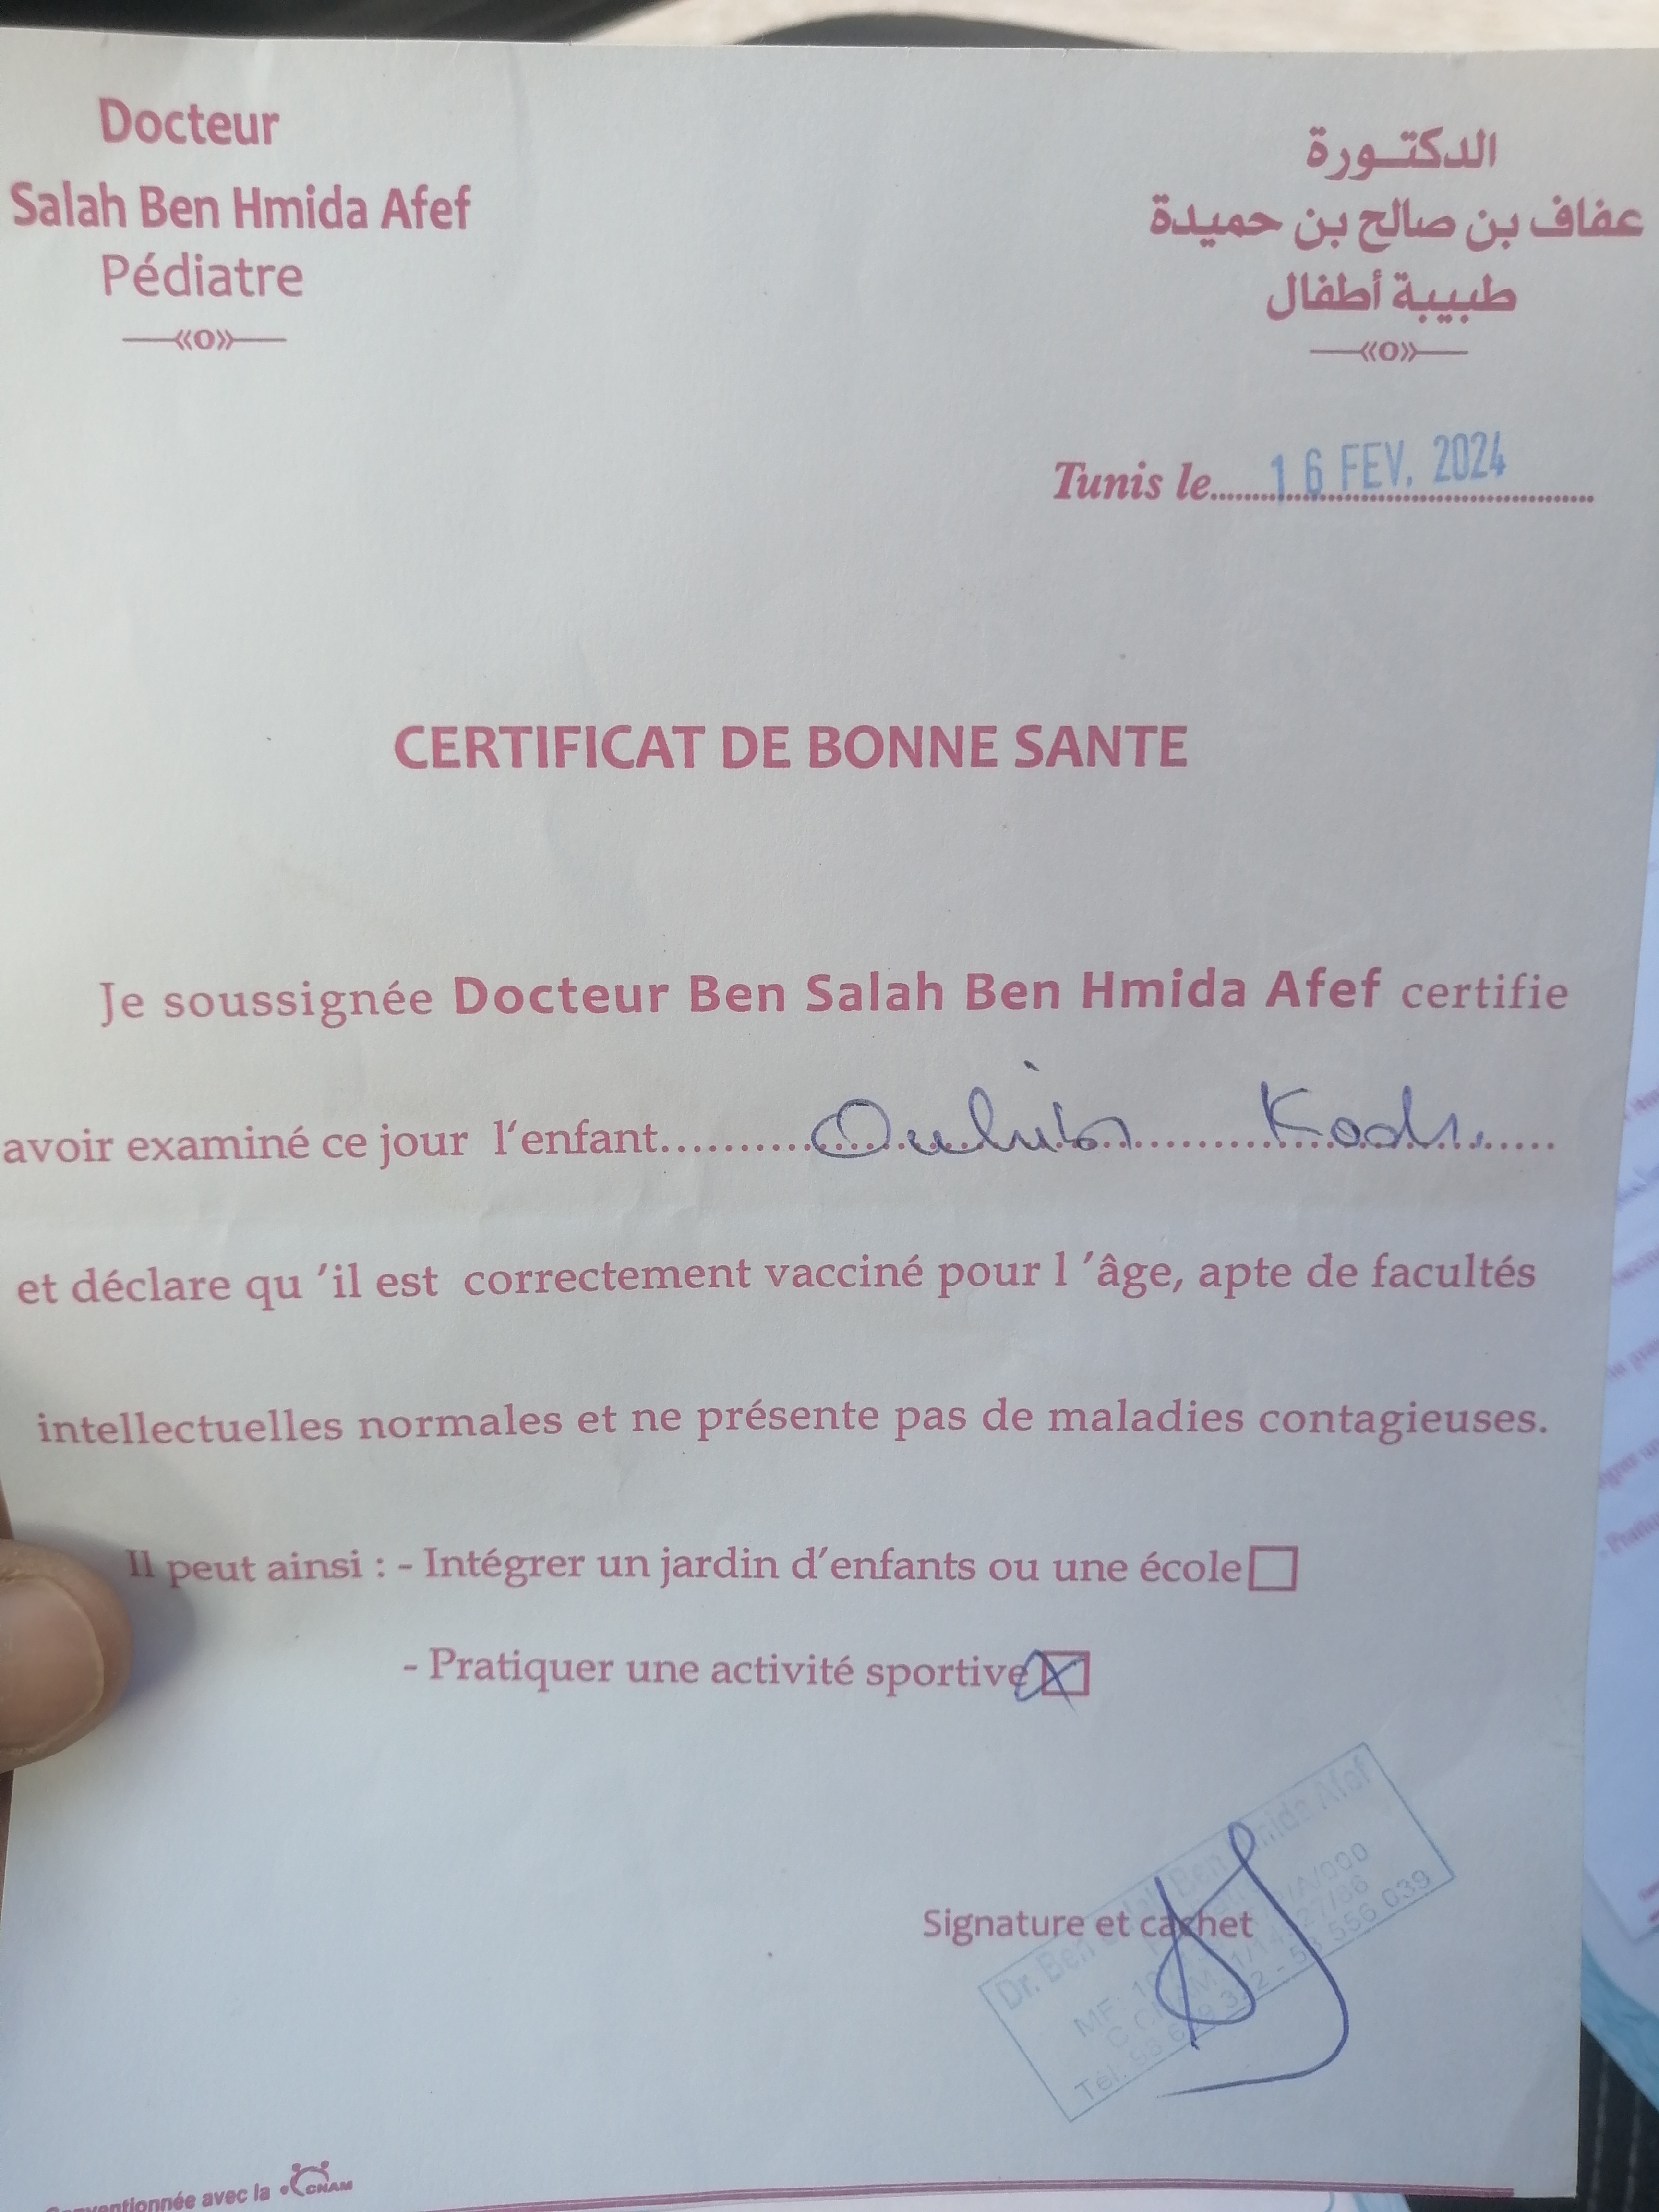 Docteur
Salah Ben Hmida Afef
Pédiatre
الدكتـورة
عفاف بن صالح بن حميدة
طبيبة أطفال
Tunis le 16 FEV. 2024
CERTIFICAT DE BONNE SANTE
Je soussignée Docteur Ben Salah Ben Hmida Afef certifie
avoir examiné ce jour l'enfant
et déclare qu 'il est correctement vacciné pour l 'âge, apte de facultés
intellectuelles normales et ne présente pas de maladies contagieuses.
Il peut ainsi : - Intégrer un jardin d'enfants ou une école
- Pratiquer une activité sportive
Signature et cachet
Dr. Ben Ben Afef
avec la CNAM